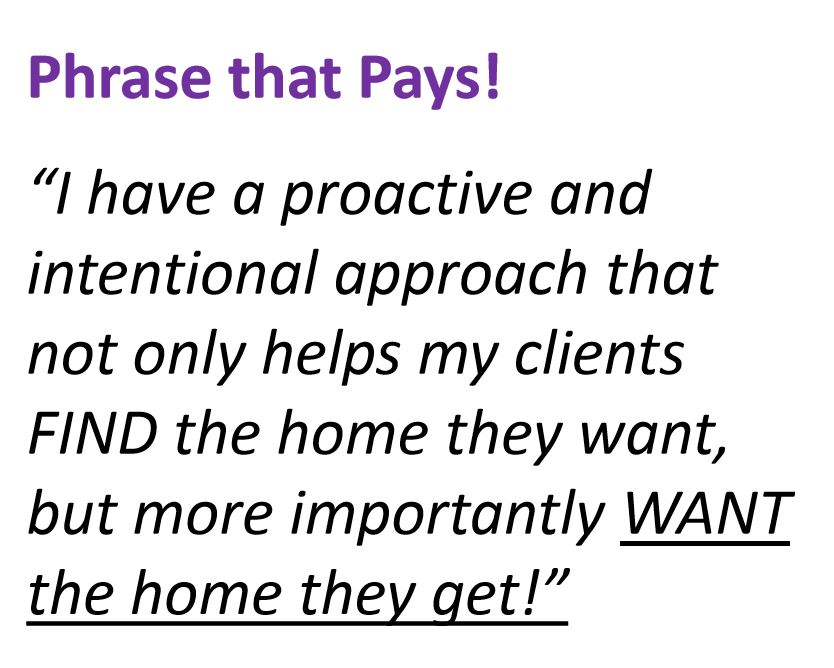 Phrase that Pays!
“I have a proactive and
intentional approach that
not only helps my clients
FIND the home they want,
but more importantly WANT
the home they get!”